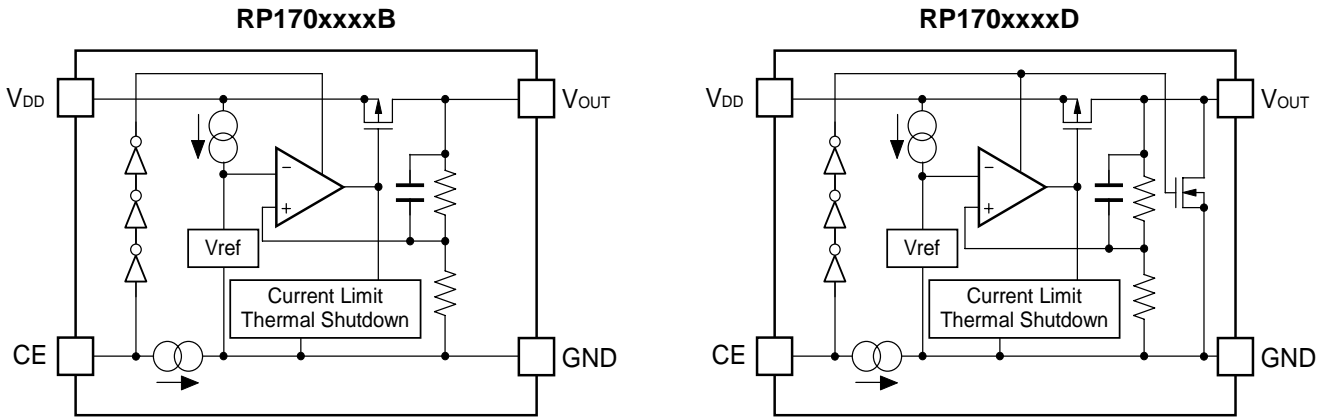 RP170xxxxB
VDD
VOUT
−
+
Vref
Current Limit
Thermal Shutdown
CE
GND
RP170xxxxD
VDD
VOUT
−
+
Vref
Current Limit
Thermal Shutdown
CE
GND